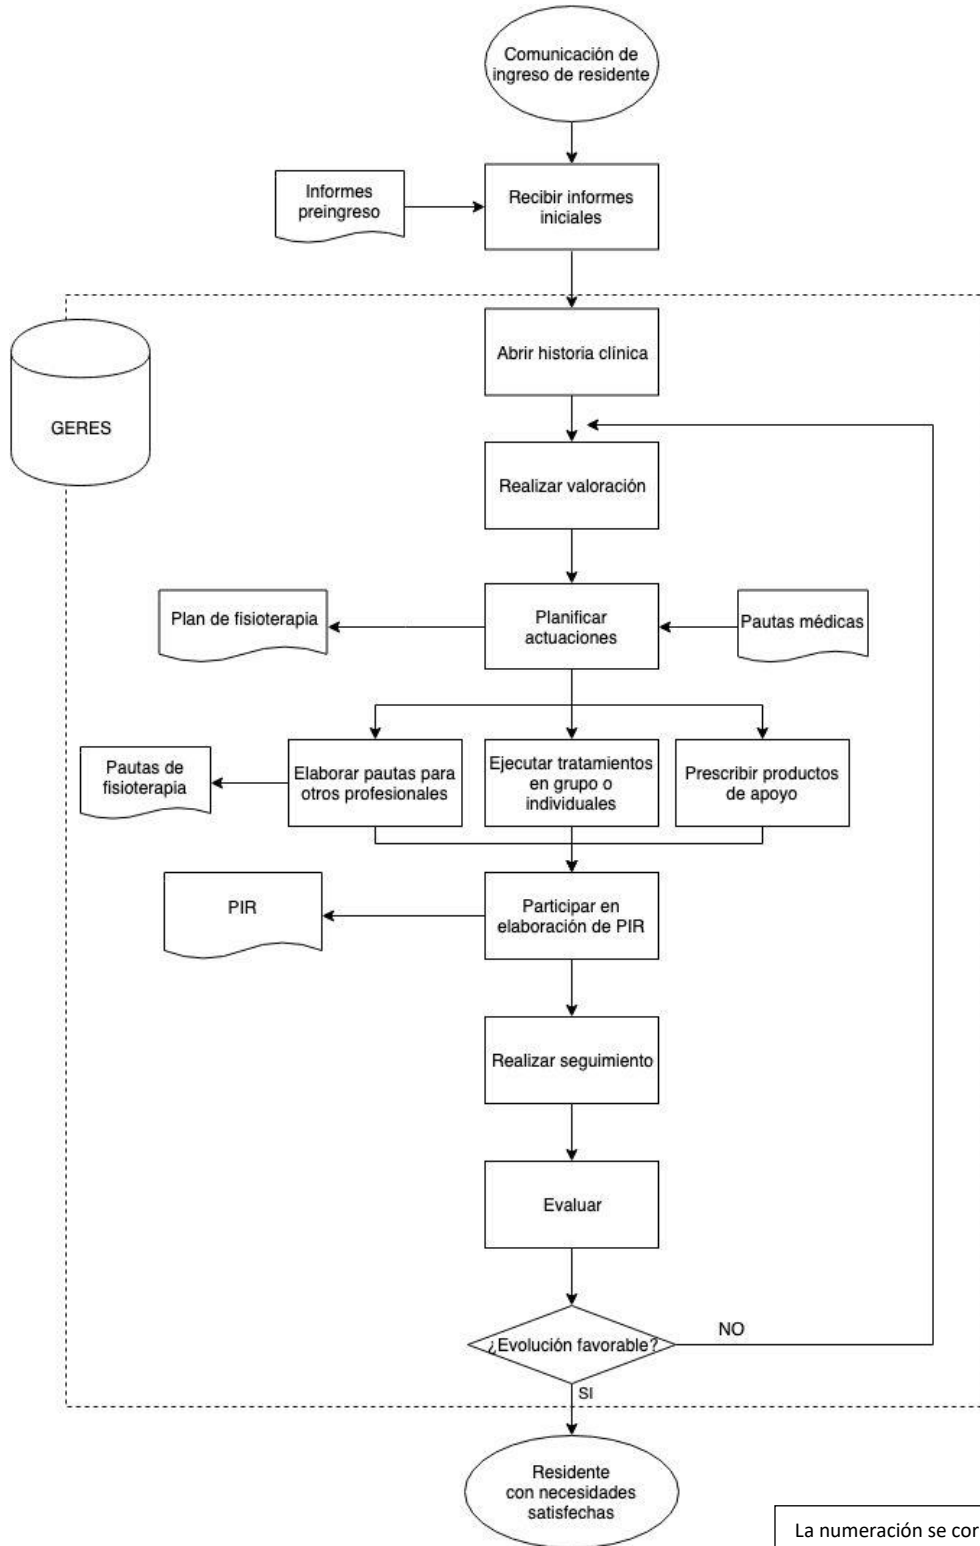 Comunicación de
ingreso de residente
Informes
preingreso
Recibir informes
iniciales
Abrir historia clínica
GERES
Realizar valoración
Plan de fisioterapia
Planificar
actuaciones
Pautas médicas
Pautas de
fisioterapia
Elaborar pautas para
otros profesionales
Ejecutar tratamientos
en grupo o
individuales
Prescribir productos
de apoyo
PIR
Participar en
elaboración de PIR
Realizar seguimiento
Evaluar
¿Evolución favorable?
NO
SI
Residente
con necesidades
satisfechas
La numeración se cor